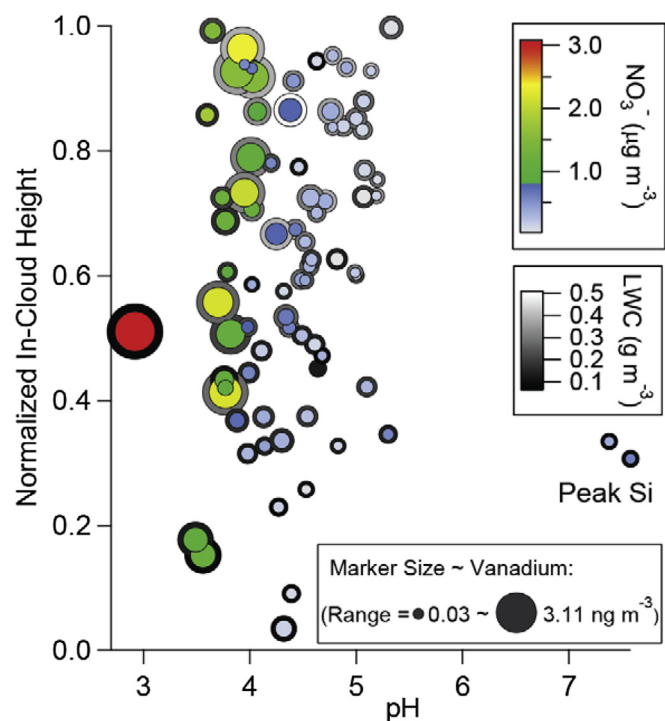 Normalized In-Cloud Height
1.0
0.8
0.6
0.4
0.2
0.0
3
4
5
6
7
pH
3.0
2.0
1.0
NO₃⁻ (μg m⁻³)
0.5
0.4
0.3
0.2
0.1
LWC (g m⁻³)
Peak Si
Marker Size ~ Vanadium:
(Range = 0.03 ~ 3.11 ng m⁻³)